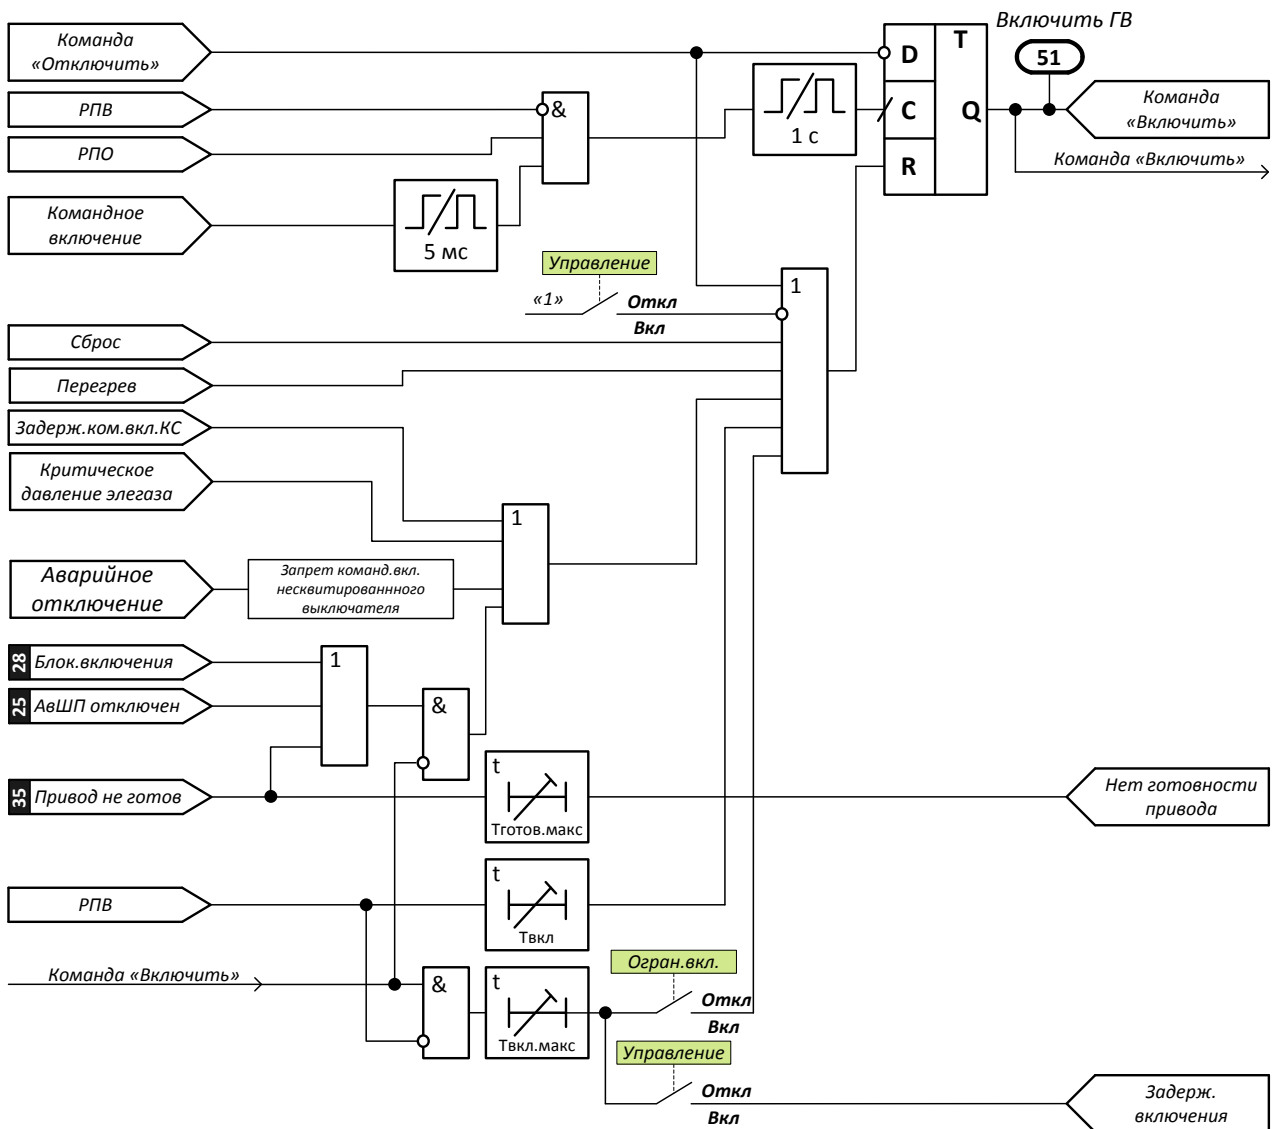 Включить ГВ
51
Команда
«Отключить»
D
T
РПВ
&
C
Q
Команда
«Включить»
1 с
РПО
R
Команда «Включить»
Командное
включение
5 мс
Управление
«1»
Откл
Вкл
1
Сброс
Перегрев
Задерж.ком.вкл.КС
Критическое
давление элегаза
1
Аварийное
отключение
Запрет команд.вкл.
несквитированнного
выключателя
28 Блок.включения
1
25 АвШП отключен
&
35 Привод не готов
t
Тготов.макс
Нет готовности
привода
РПВ
t
Твкл
Команда «Включить»
&
t
Твкл.макс
Огран.вкл.
Откл
Вкл
Управление
Откл
Вкл
Задерж.
включения